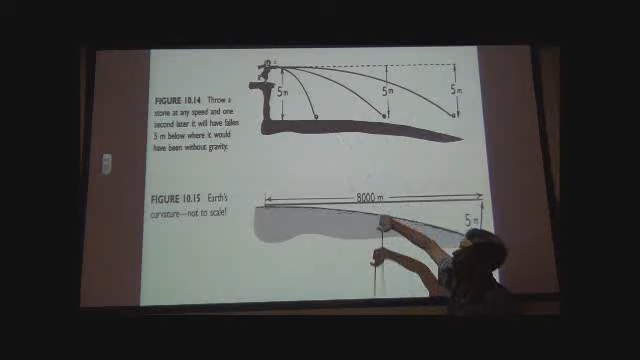 FIGURE 10.14 Throw a
stone at any speed and one
second later it will have fallen
5 m below where it would
have been without gravity.
5 m
5 m
5 m
FIGURE 10.15 Earth's
curvature—not to scale!
8000 m
5 m